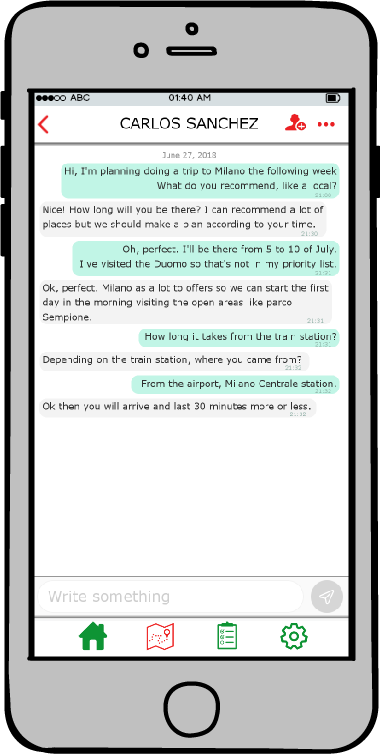 ABC 01:40 AM
CARLOS SANCHEZ
June 27, 2018
Hi, I'm planning doing a trip to Milano the following week
What do you recommend, like a local?
21:09
Nice! How long will you be there? I can recommend a lot of
places but we should make a plan according to your time.
21:30
Oh, perfect. I'll be there from 5 to 10 of July.
I've visited the Duomo so that's not in my priority list.
21:31
Ok, perfect. Milano as a lot to offers so we can start the first
day in the morning visiting the open areas like parco
Sempione.
21:31
How long it takes from the train station?
21:31
Depending on the train station, where you came from?
21:32
From the airport, Milano Centrale station.
21:32
Ok then you will arrive and last 30 minutes more or less.
Write something